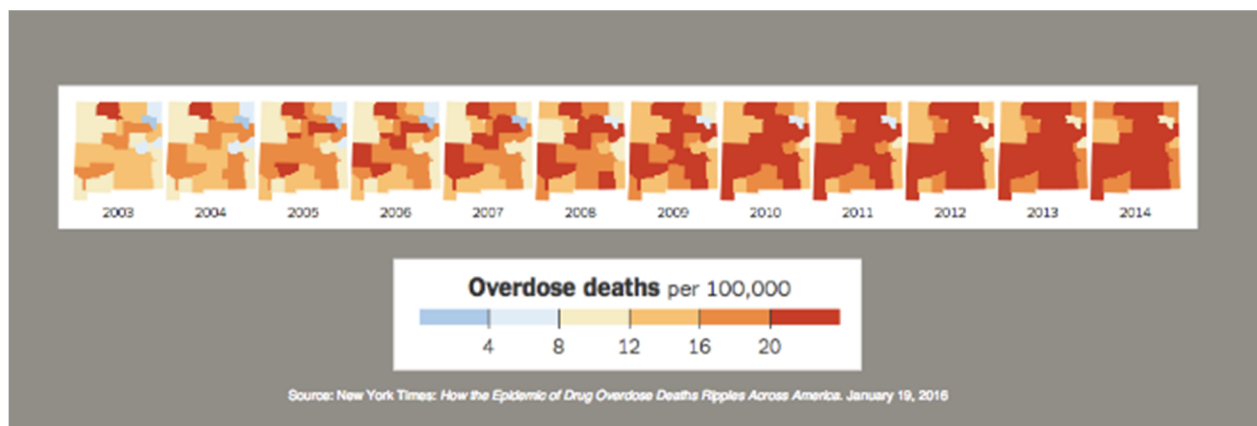 2003 2004 2005 2006 2007 2008 2009 2010 2011 2012 2013 2014
Overdose deaths per 100,000
4 8 12 16 20
Source: New York Times: How the Epidemic of Drug Overdose Deaths Ripples Across America. January 19, 2016